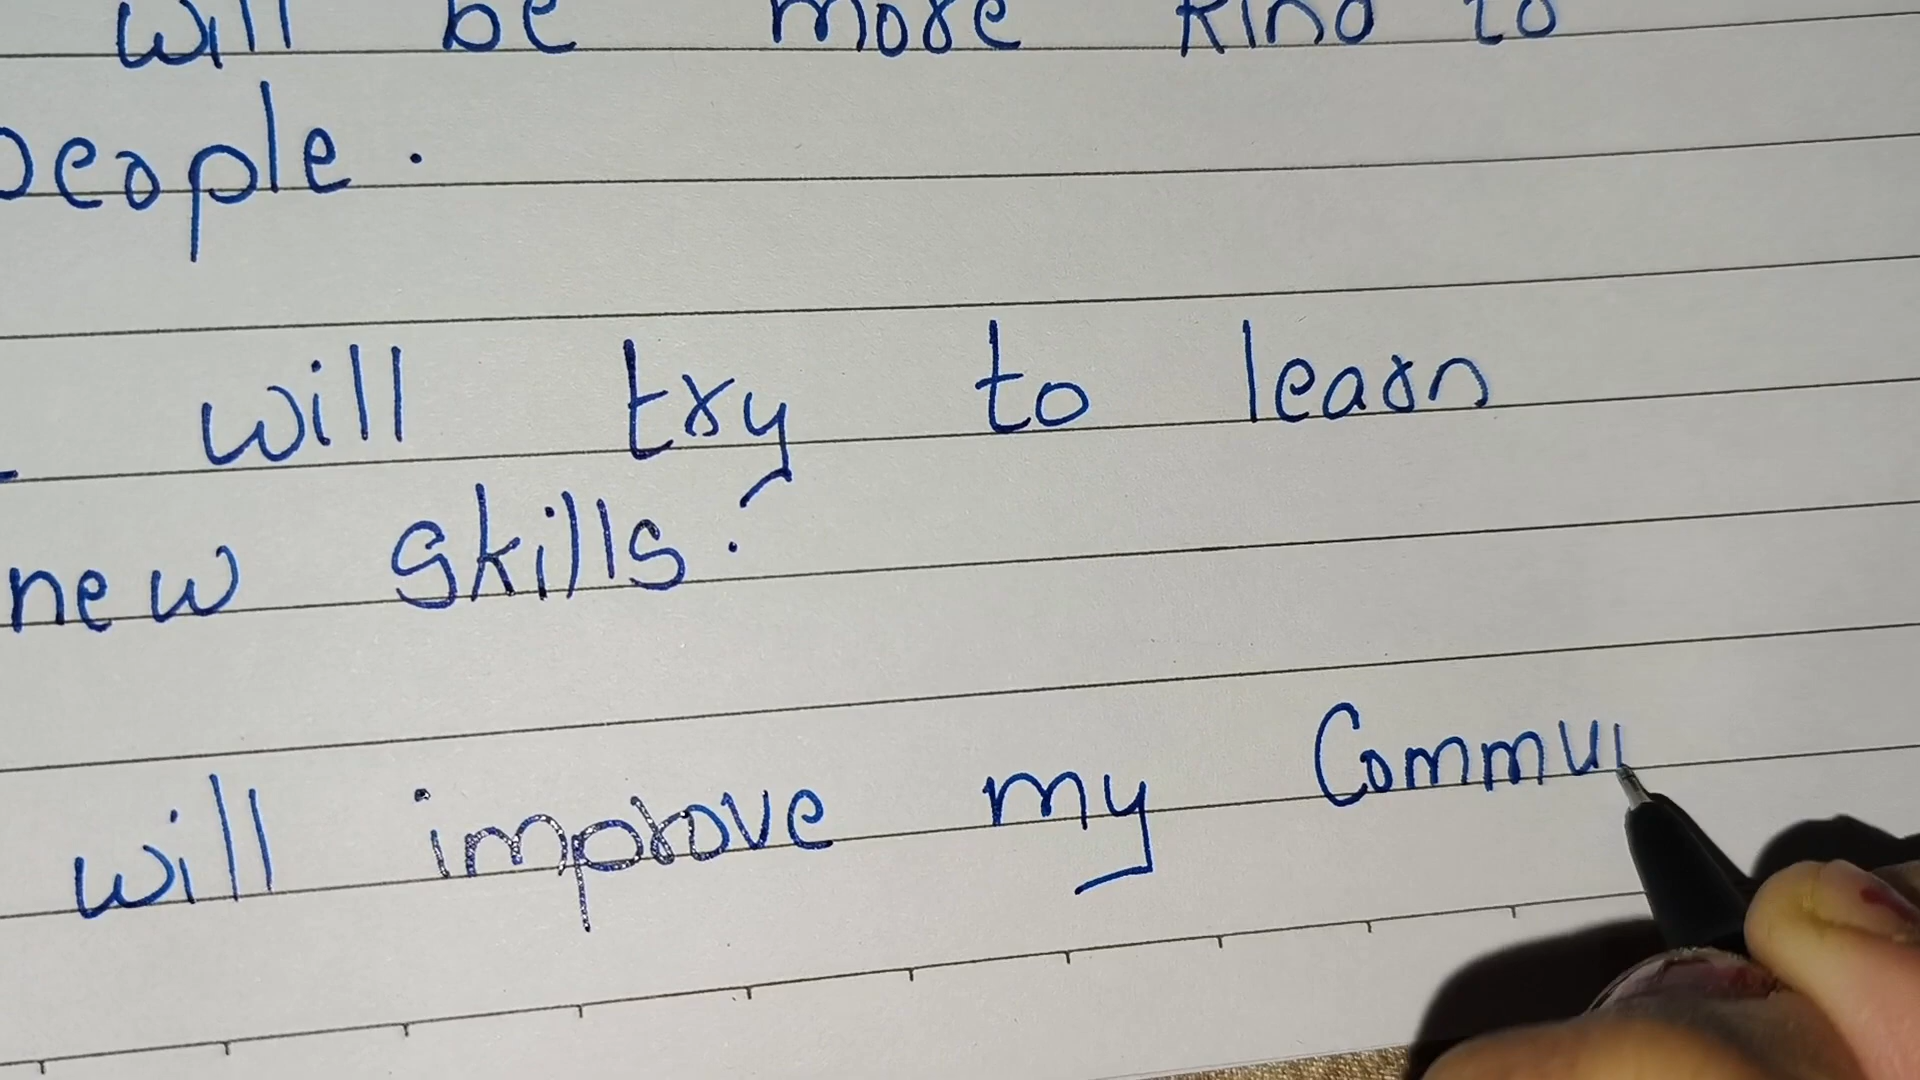 will be more kind to
people.
will try to learn
new skills.
will improve my Commu